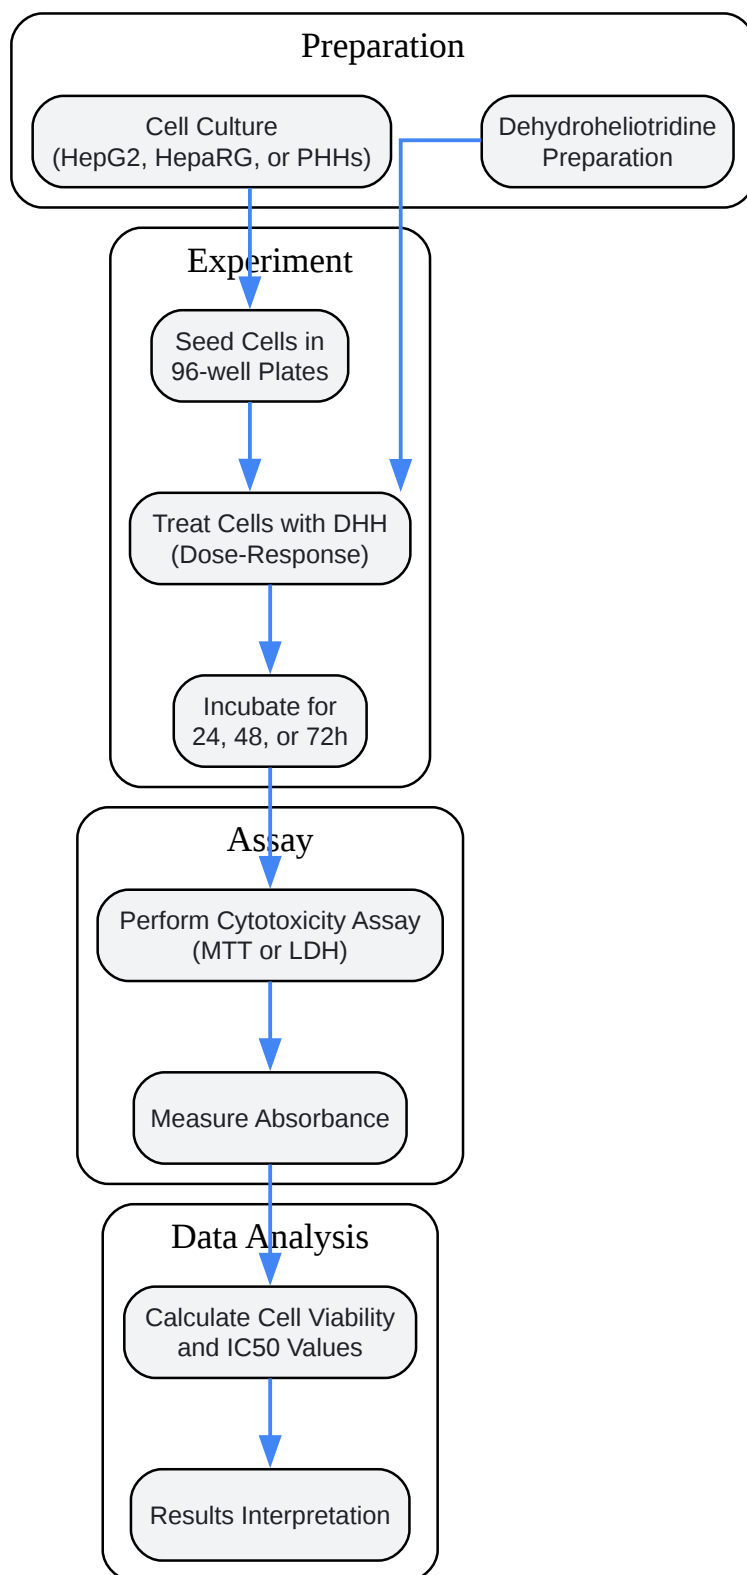 Preparation
Cell Culture
(HepG2, HepaRG, or PHHs)
Dehydroheliotridine
Preparation
Experiment
Seed Cells in
96-well Plates
Treat Cells with DHH
(Dose-Response)
Incubate for
24, 48, or 72h
Assay
Perform Cytotoxicity Assay
(MTT or LDH)
Measure Absorbance
Data Analysis
Calculate Cell Viability
and IC50 Values
Results Interpretation